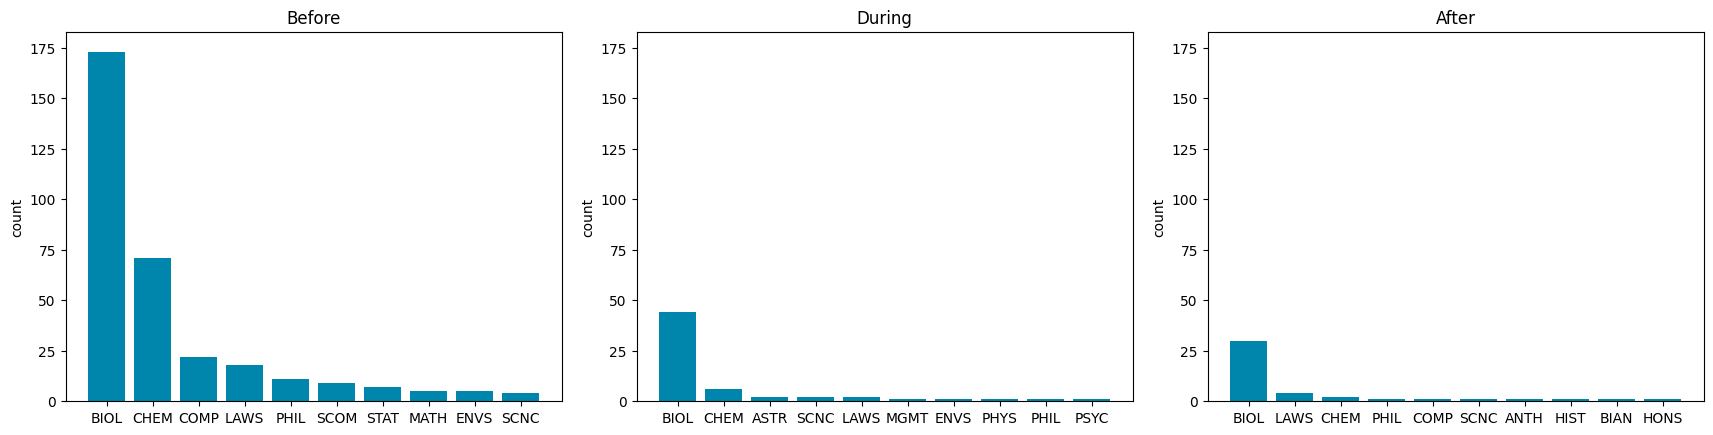 Before
count
175
150
125
100
75
50
25
0
BIOL CHEM COMP LAWS PHIL SCOM STAT MATH ENVS SCNC
During
count
175
150
125
100
75
50
25
0
BIOL CHEM ASTR SCNC LAWS MGMT ENVS PHYS PHIL PSYC
After
count
175
150
125
100
75
50
25
0
BIOL LAWS CHEM PHIL COMP SCNC ANTH HIST BIAN HONS